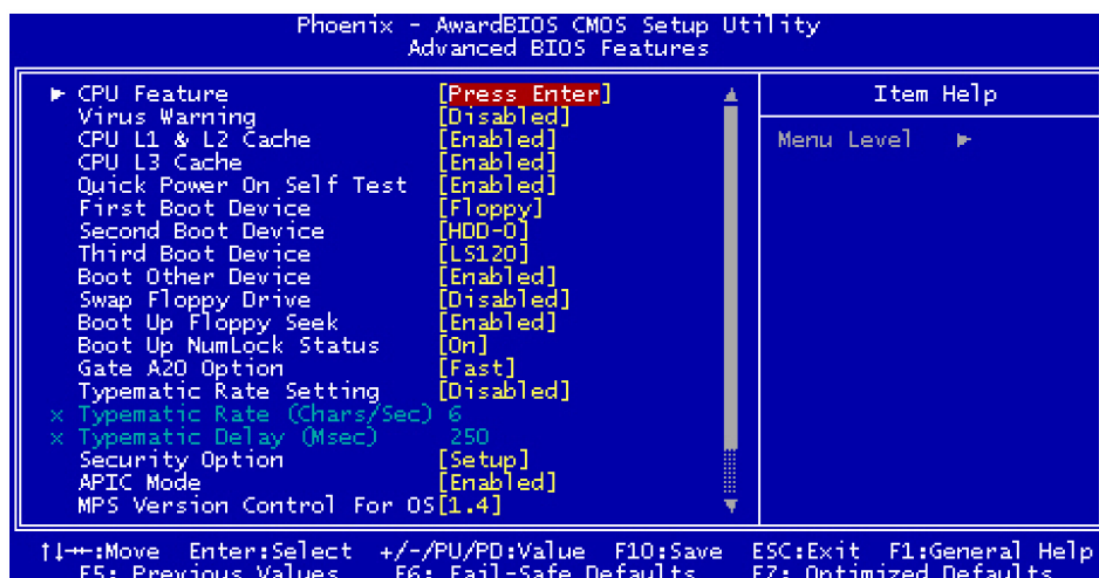 Phoenix - AwardBIOS CMOS Setup Utility
Advanced BIOS Features
CPU Feature [Press Enter]
Virus Warning [Disabled]
CPU L1 & L2 Cache [Enabled]
CPU L3 Cache [Enabled]
Quick Power On Self Test [Enabled]
First Boot Device [Floppy]
Second Boot Device [HDD-0]
Third Boot Device [LS120]
Boot Other Device [Enabled]
Swap Floppy Drive [Disabled]
Boot Up Floppy Seek [Enabled]
Boot Up NumLock Status [On]
Gate A20 Option [Fast]
Typematic Rate Setting [Disabled]
x Typematic Rate (Chars/Sec) 6
x Typematic Delay (Msec) 250
Security Option [Setup]
APIC Mode [Enabled]
MPS Version Control For OS[1.4]
Item Help
Menu Level
↑↓→←:Move Enter:Select +/-/PU/PD:Value F10:Save ESC:Exit F1:General Help
F5: Previous Values F6: Fail-Safe Defaults F7: Optimized Defaults